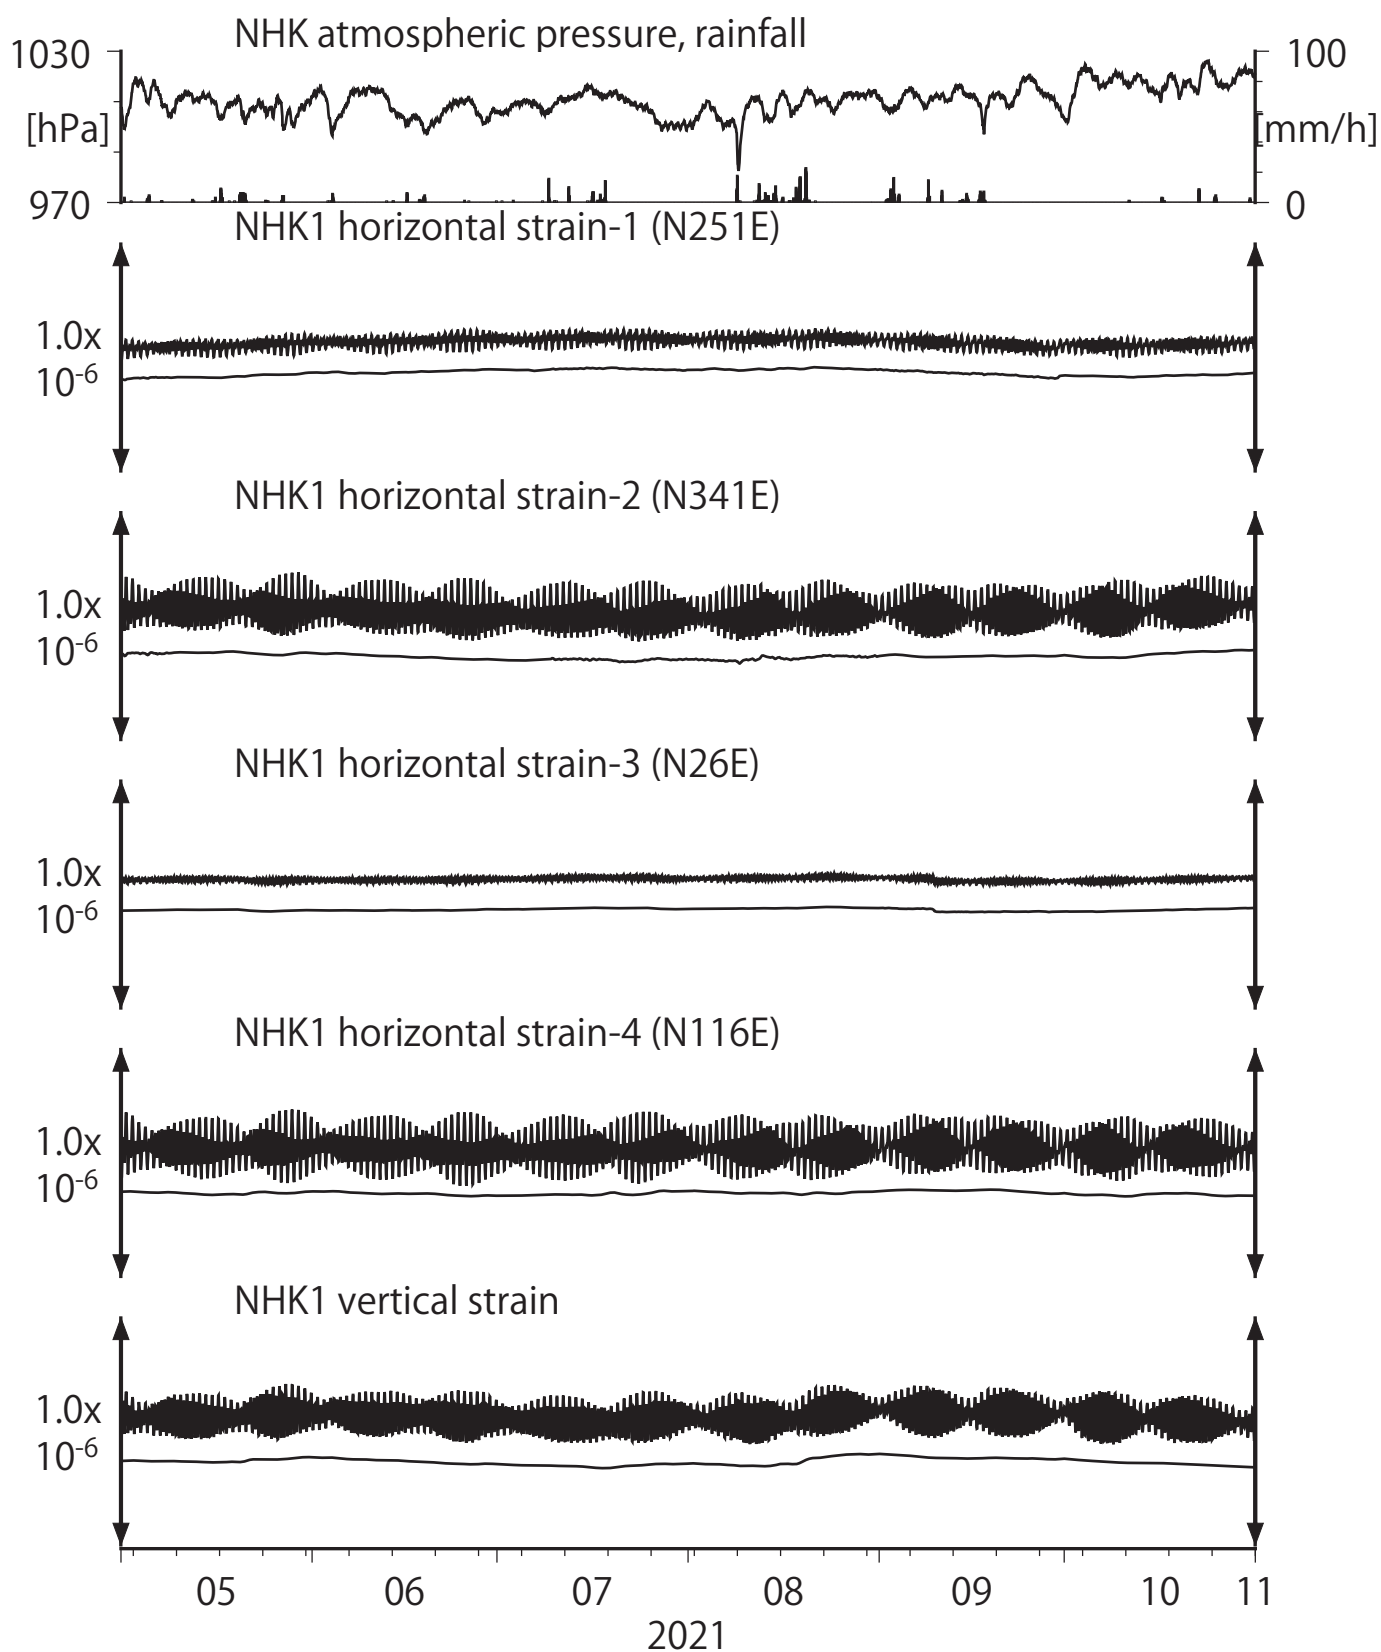 NHK atmospheric pressure, rainfall
1030
100
[hPa]
[mm/h]
970
0
NHK1 horizontal strain-1 (N251E)
1.0x
10⁻⁶
NHK1 horizontal strain-2 (N341E)
1.0x
10⁻⁶
NHK1 horizontal strain-3 (N26E)
1.0x
10⁻⁶
NHK1 horizontal strain-4 (N116E)
1.0x
10⁻⁶
NHK1 vertical strain
1.0x
10⁻⁶
05 06 07 08 09 10 11
2021